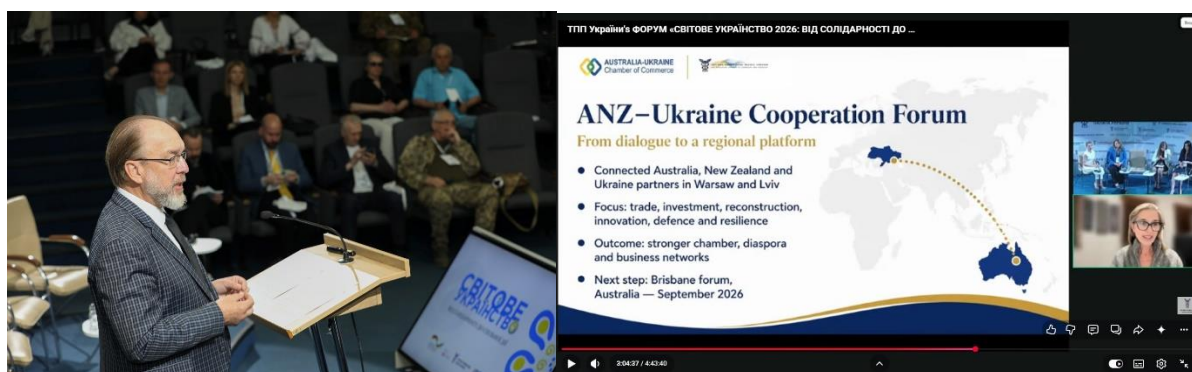 СВІТОВЕ
УКРАЇНСТВО
ТПП України's ФОРУМ «СВІТОВЕ УКРАЇНСТВО 2026: ВІД СОЛІДАРНОСТІ ДО ...
AUSTRALIA-UKRAINE
Chamber of Commerce
ANZ–Ukraine Cooperation Forum
From dialogue to a regional platform
• Connected Australia, New Zealand and
Ukraine partners in Warsaw and Lviv
• Focus: trade, investment, reconstruction,
innovation, defence and resilience
• Outcome: stronger chamber, diaspora
and business networks
• Next step: Brisbane forum,
Australia — September 2026
3:04:37 / 4:43:40